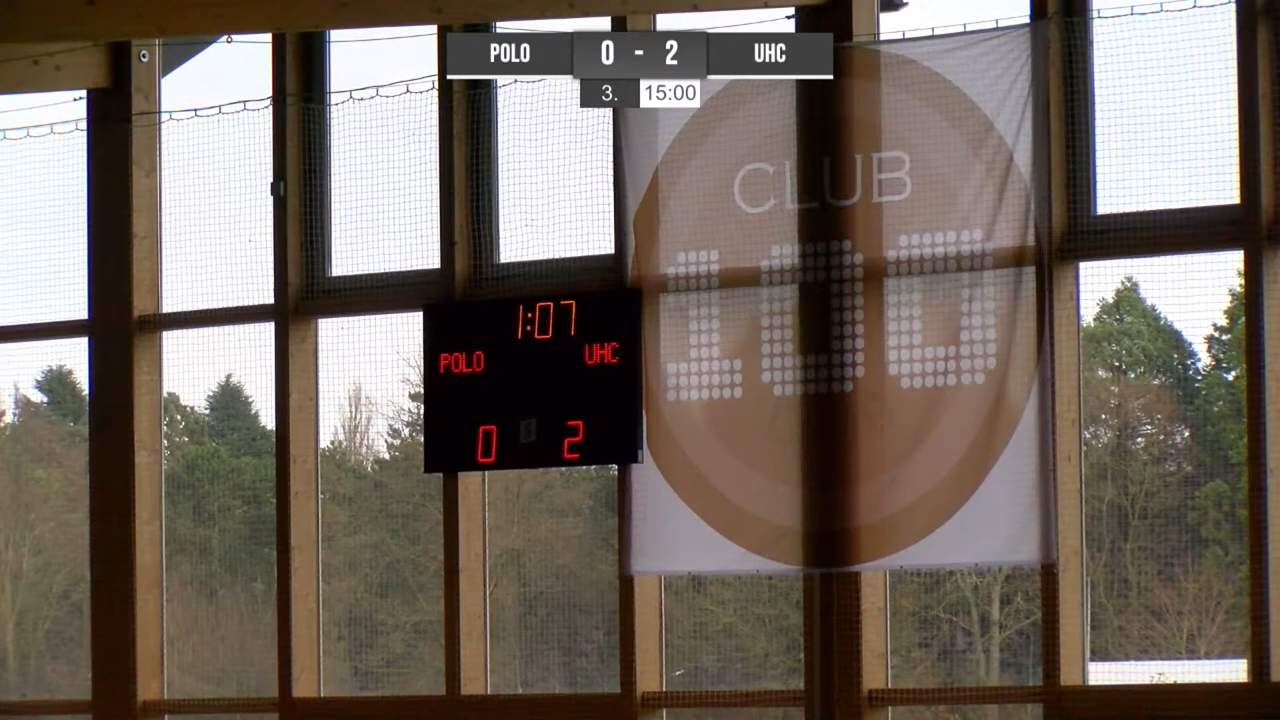 POLO 0 - 2 UHC
3. 15:00
CLUB
100
1:07
POLO UHC
0 2